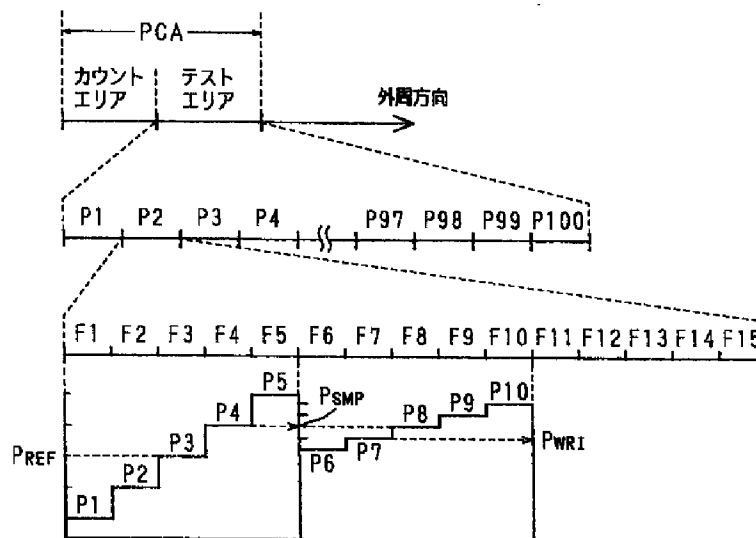 PCA
カウント テスト
エリア エリア
外周方向
P1 P2 P3 P4 P97 P98 P99 P100
F1 F2 F3 F4 F5 F6 F7 F8 F9 F10 F11 F12 F13 F14 F15
P5 PSMP P10
P4 P8 P9
PREF P3 P6 P7 PWRI
P2
P1